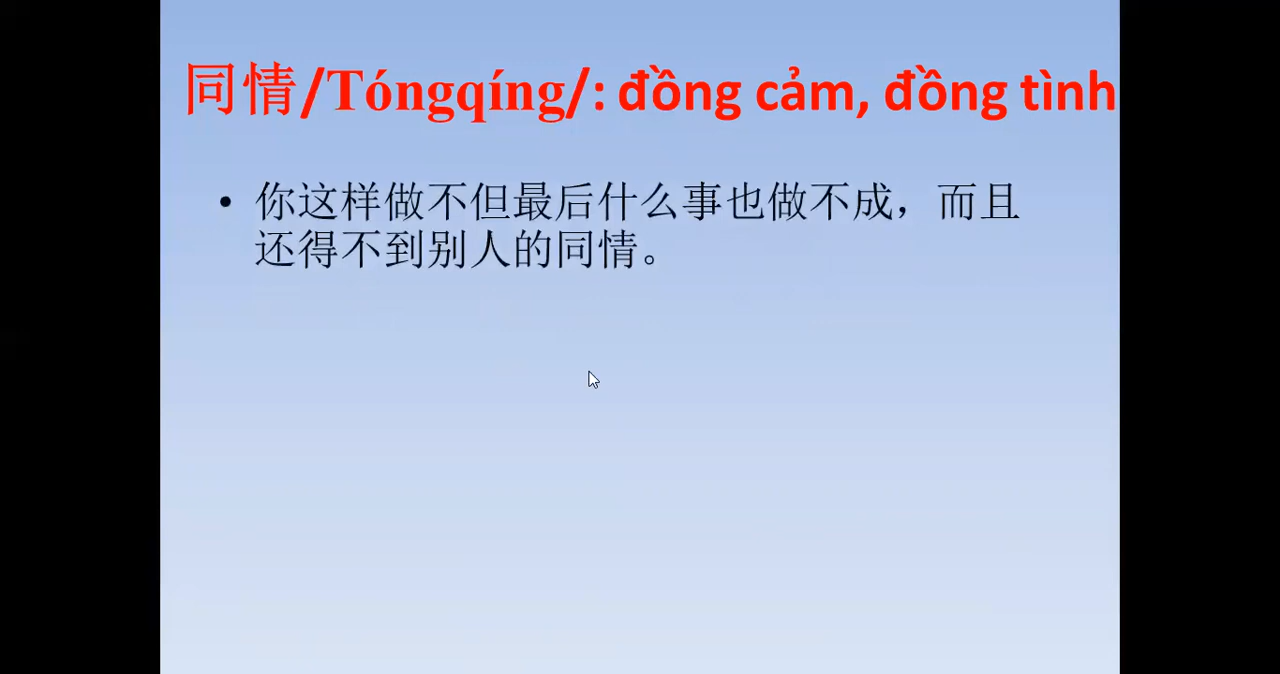 同情/Tóngqíng/: đồng cảm, đồng tình
• 你这样做不但最后什么事也做不成，而且
还得不到别人的同情。